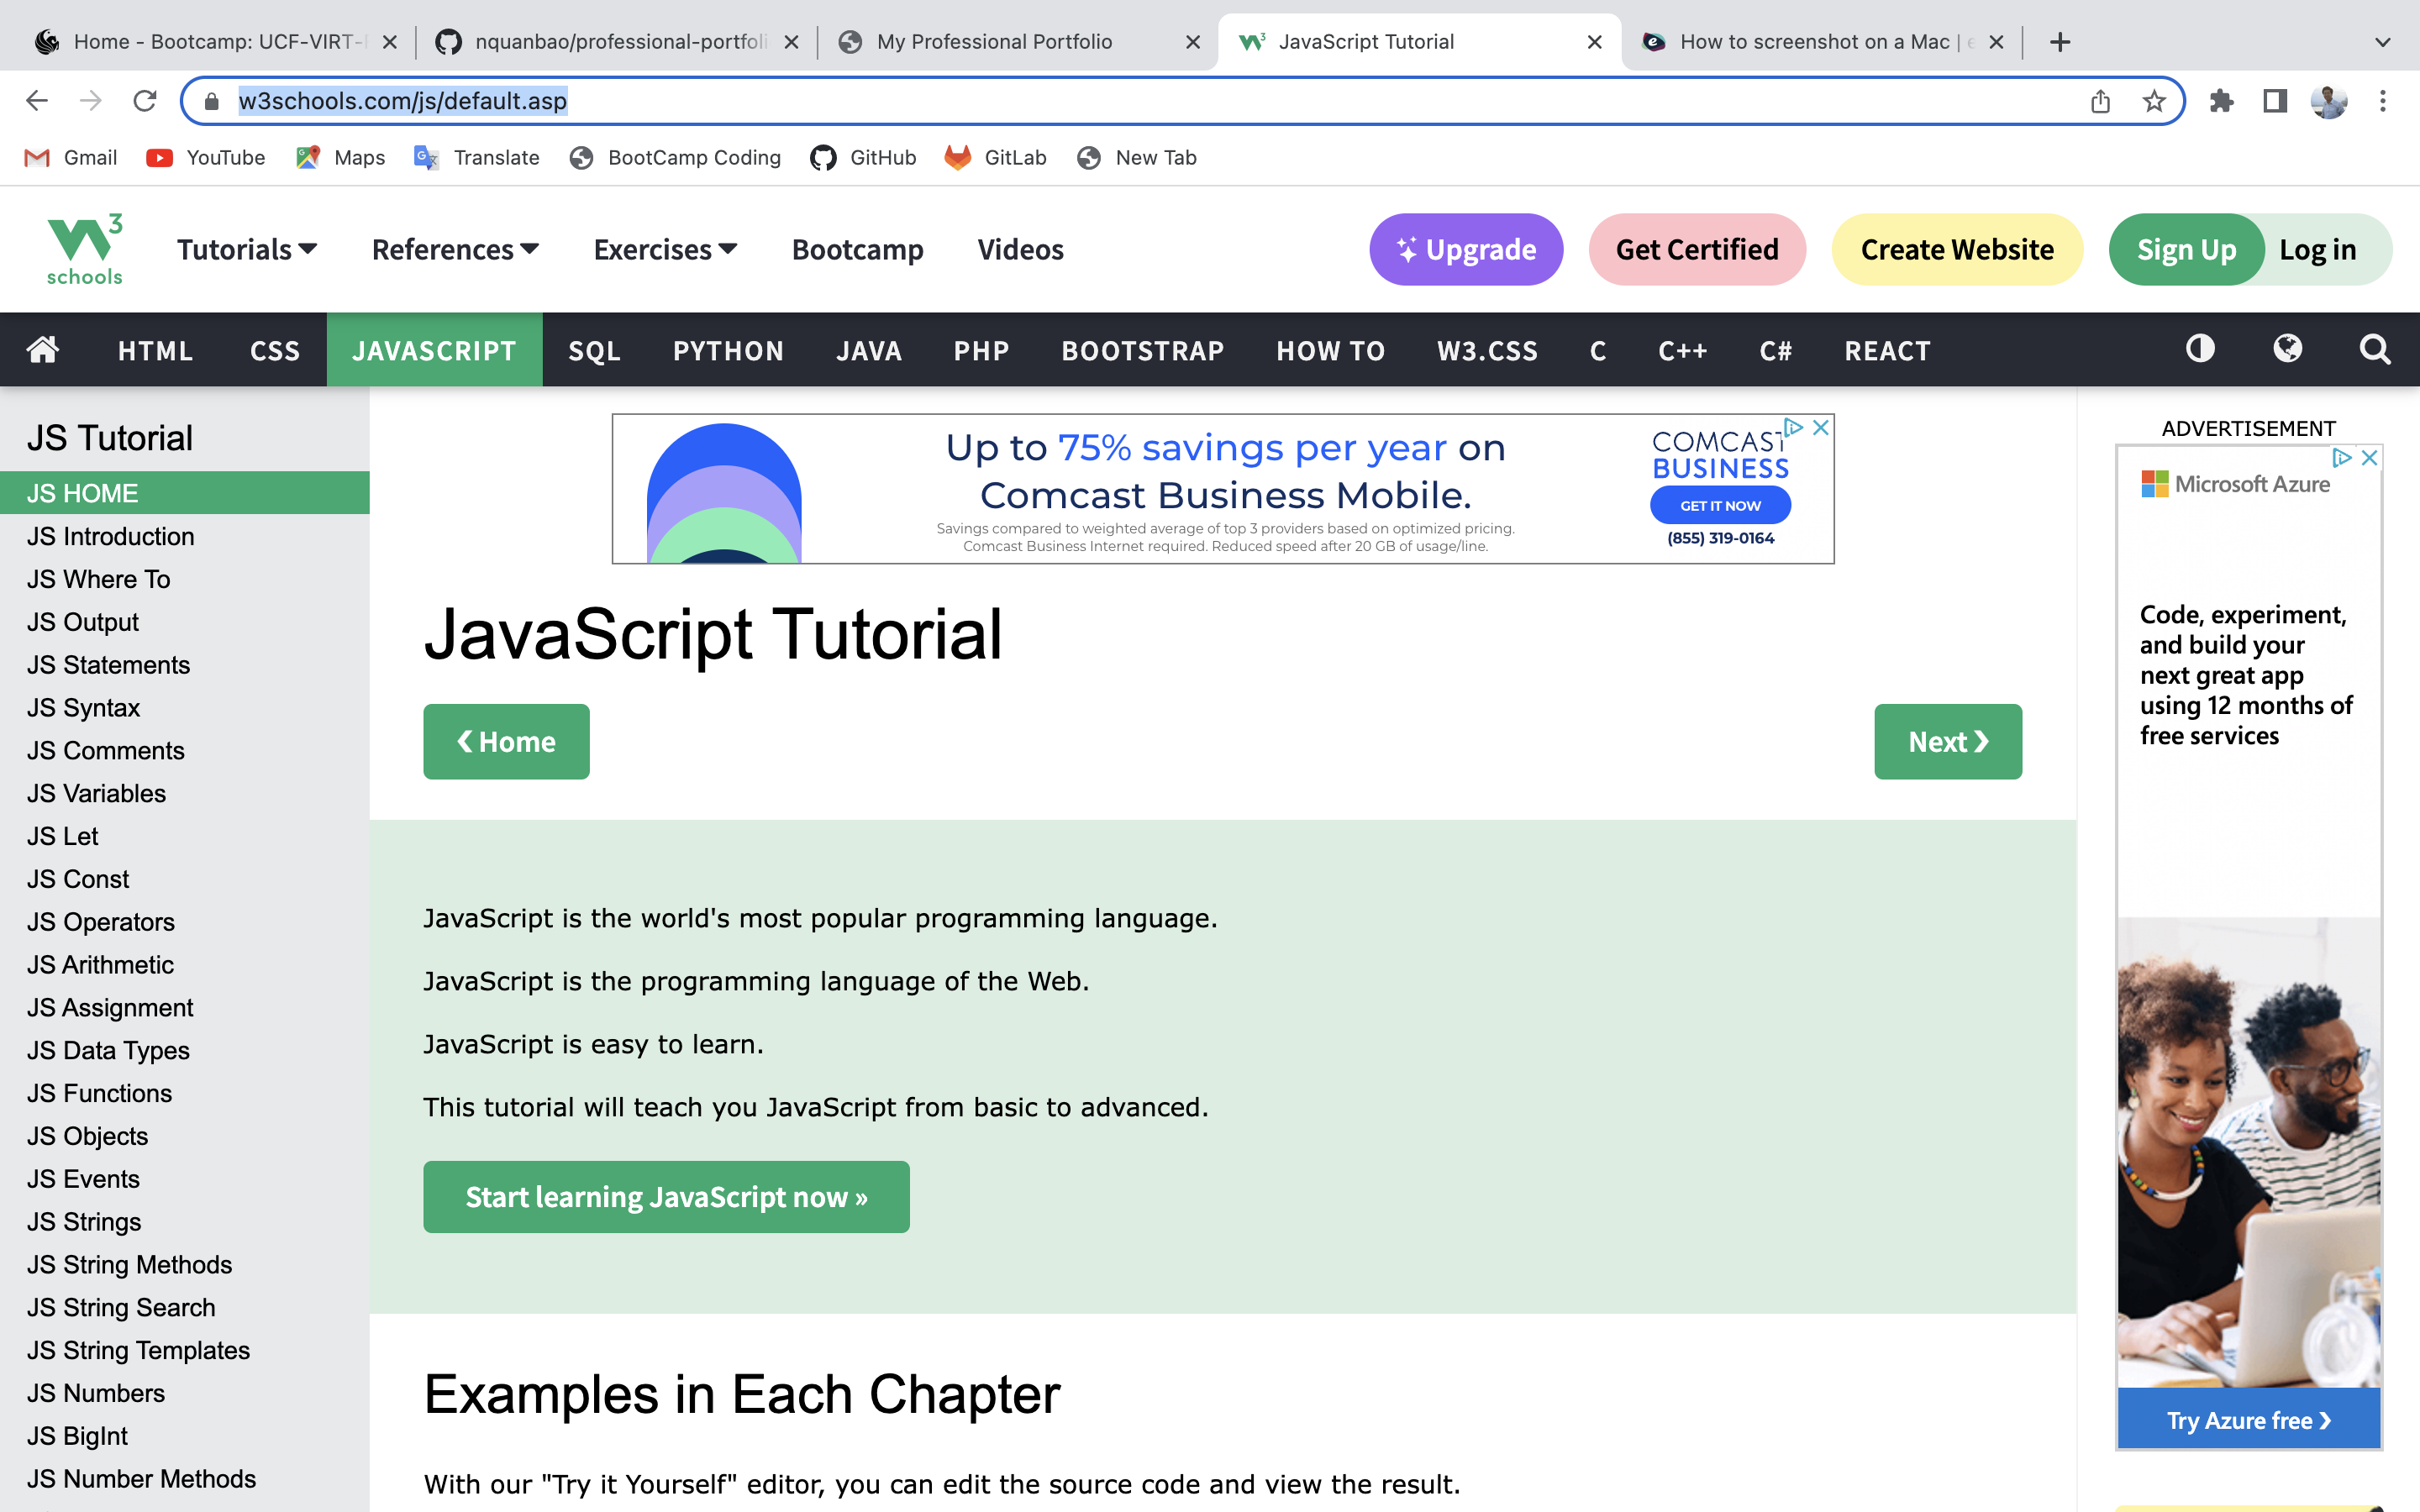 Home - Bootcamp: UCF-VIRT-
nquanbao/professional-portfoli
My Professional Portfolio
JavaScript Tutorial
How to screenshot on a Mac |
w3schools.com/js/default.asp
Gmail
YouTube
Maps
Translate
BootCamp Coding
GitHub
GitLab
New Tab
W3 schools
Tutorials
References
Exercises
Bootcamp
Videos
Upgrade
Get Certified
Create Website
Sign Up
Log in
HTML
CSS
JAVASCRIPT
SQL
PYTHON
JAVA
PHP
BOOTSTRAP
HOW TO
W3.CSS
C
C++
C#
REACT
JS Tutorial
JS HOME
JS Introduction
JS Where To
JS Output
JS Statements
JS Syntax
JS Comments
JS Variables
JS Let
JS Const
JS Operators
JS Arithmetic
JS Assignment
JS Data Types
JS Functions
JS Objects
JS Events
JS Strings
JS String Methods
JS String Search
JS String Templates
JS Numbers
JS BigInt
JS Number Methods
Up to 75% savings per year on
Comcast Business Mobile.
Savings compared to weighted average of top 3 providers based on optimized pricing.
Comcast Business Internet required. Reduced speed after 20 GB of usage/line.
COMCAST
BUSINESS
GET IT NOW
(855) 319-0164
JavaScript Tutorial
❮ Home
Next ❯
JavaScript is the world's most popular programming language.
JavaScript is the programming language of the Web.
JavaScript is easy to learn.
This tutorial will teach you JavaScript from basic to advanced.
Start learning JavaScript now »
Examples in Each Chapter
With our "Try it Yourself" editor, you can edit the source code and view the result.
ADVERTISEMENT
Microsoft Azure
Code, experiment,
and build your
next great app
using 12 months of
free services
Try Azure free ❯